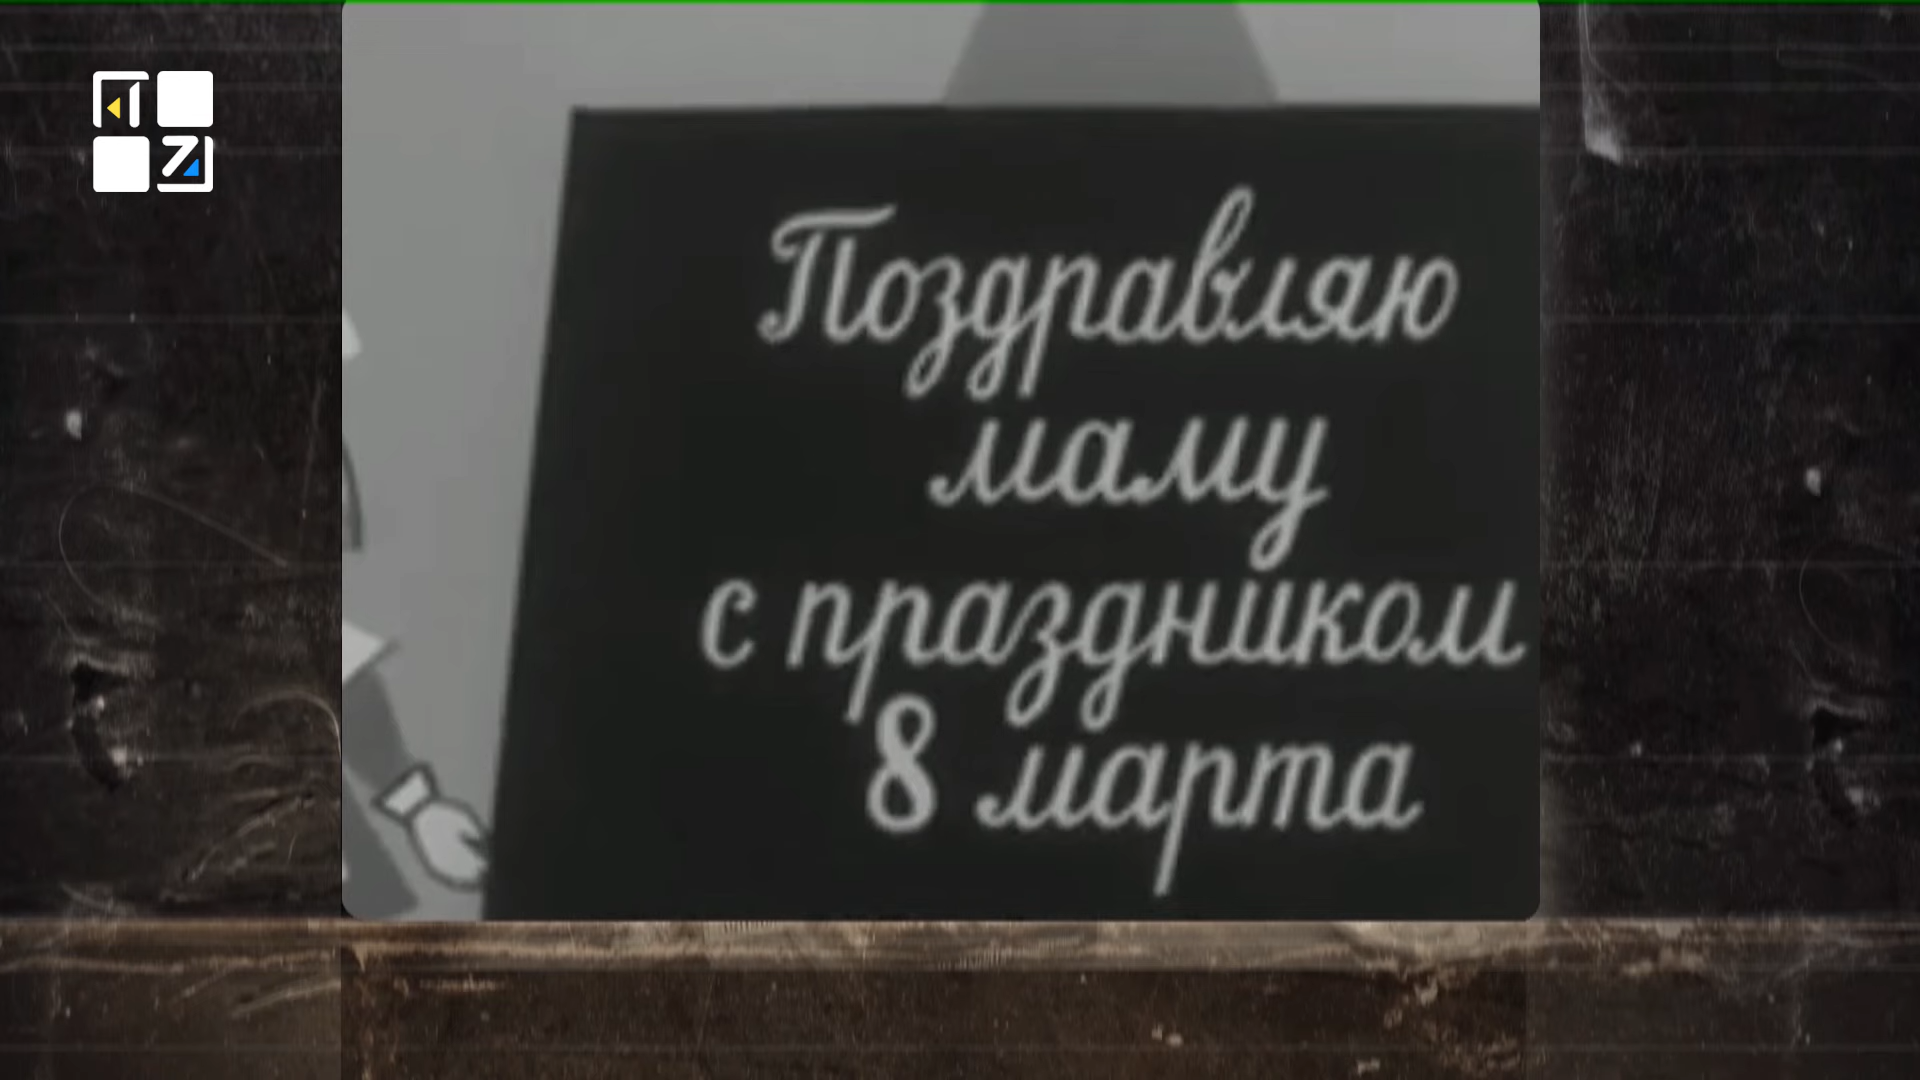 Поздравляю
маму
с праздником
8 марта